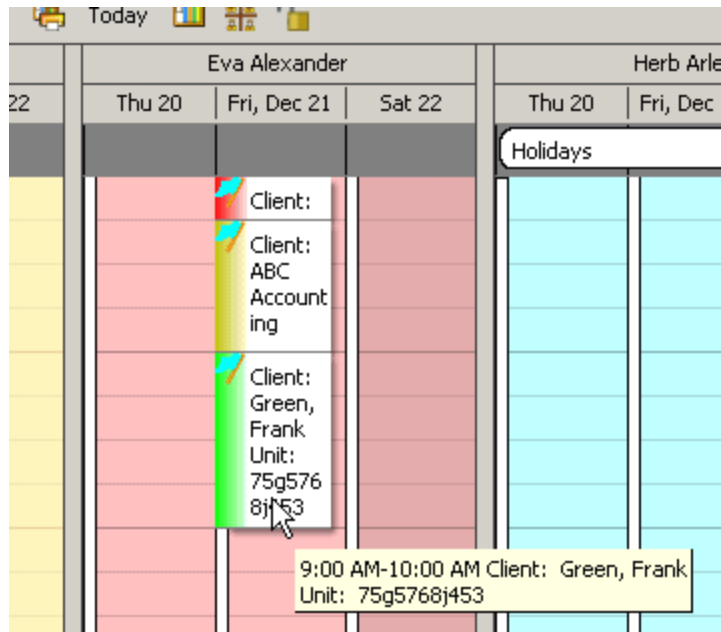 Today
Eva Alexander
Herb Arle
22
Thu 20
Fri, Dec 21
Sat 22
Thu 20
Fri, Dec
Holidays
Client:
Client:
ABC
Account
ing
Client:
Green,
Frank
Unit:
75g576
8j453
9:00 AM-10:00 AM Client:  Green, Frank
Unit:  75g5768j453